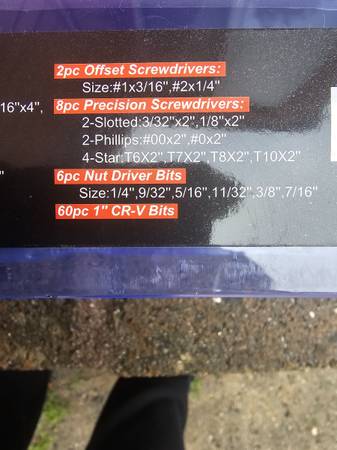 2pc Offset Screwdrivers:
Size:#1x3/16",#2x1/4"
16"x4",
8pc Precision Screwdrivers:
2-Slotted:3/32"x2",1/8"x2"
2-Phillips:#00x2",#0x2"
4-Star:T6X2",T7X2",T8X2",T10X2"
6pc Nut Driver Bits
Size:1/4",9/32",5/16",11/32",3/8",7/16"
60pc 1" CR-V Bits